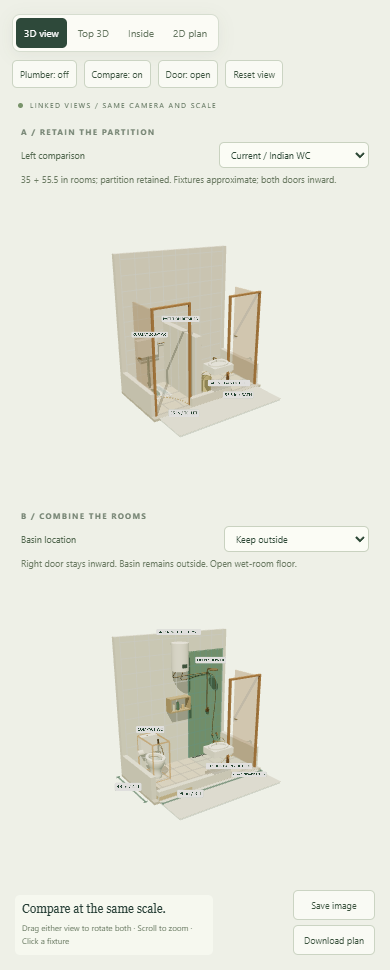 3D view Top 3D Inside 2D plan
Plumber: off Compare: on Door: open Reset view
LINKED VIEWS / SAME CAMERA AND SCALE
A / RETAIN THE PARTITION
Left comparison Current / Indian WC
35 + 55.5 in rooms; partition retained. Fixtures approximate; both doors inward.
B / COMBINE THE ROOMS
Basin location Keep outside
Right door stays inward. Basin remains outside. Open wet-room floor.
COMPACT WC
Compare at the same scale.
Drag either view to rotate both · Scroll to zoom ·
Click a fixture
Save image
Download plan